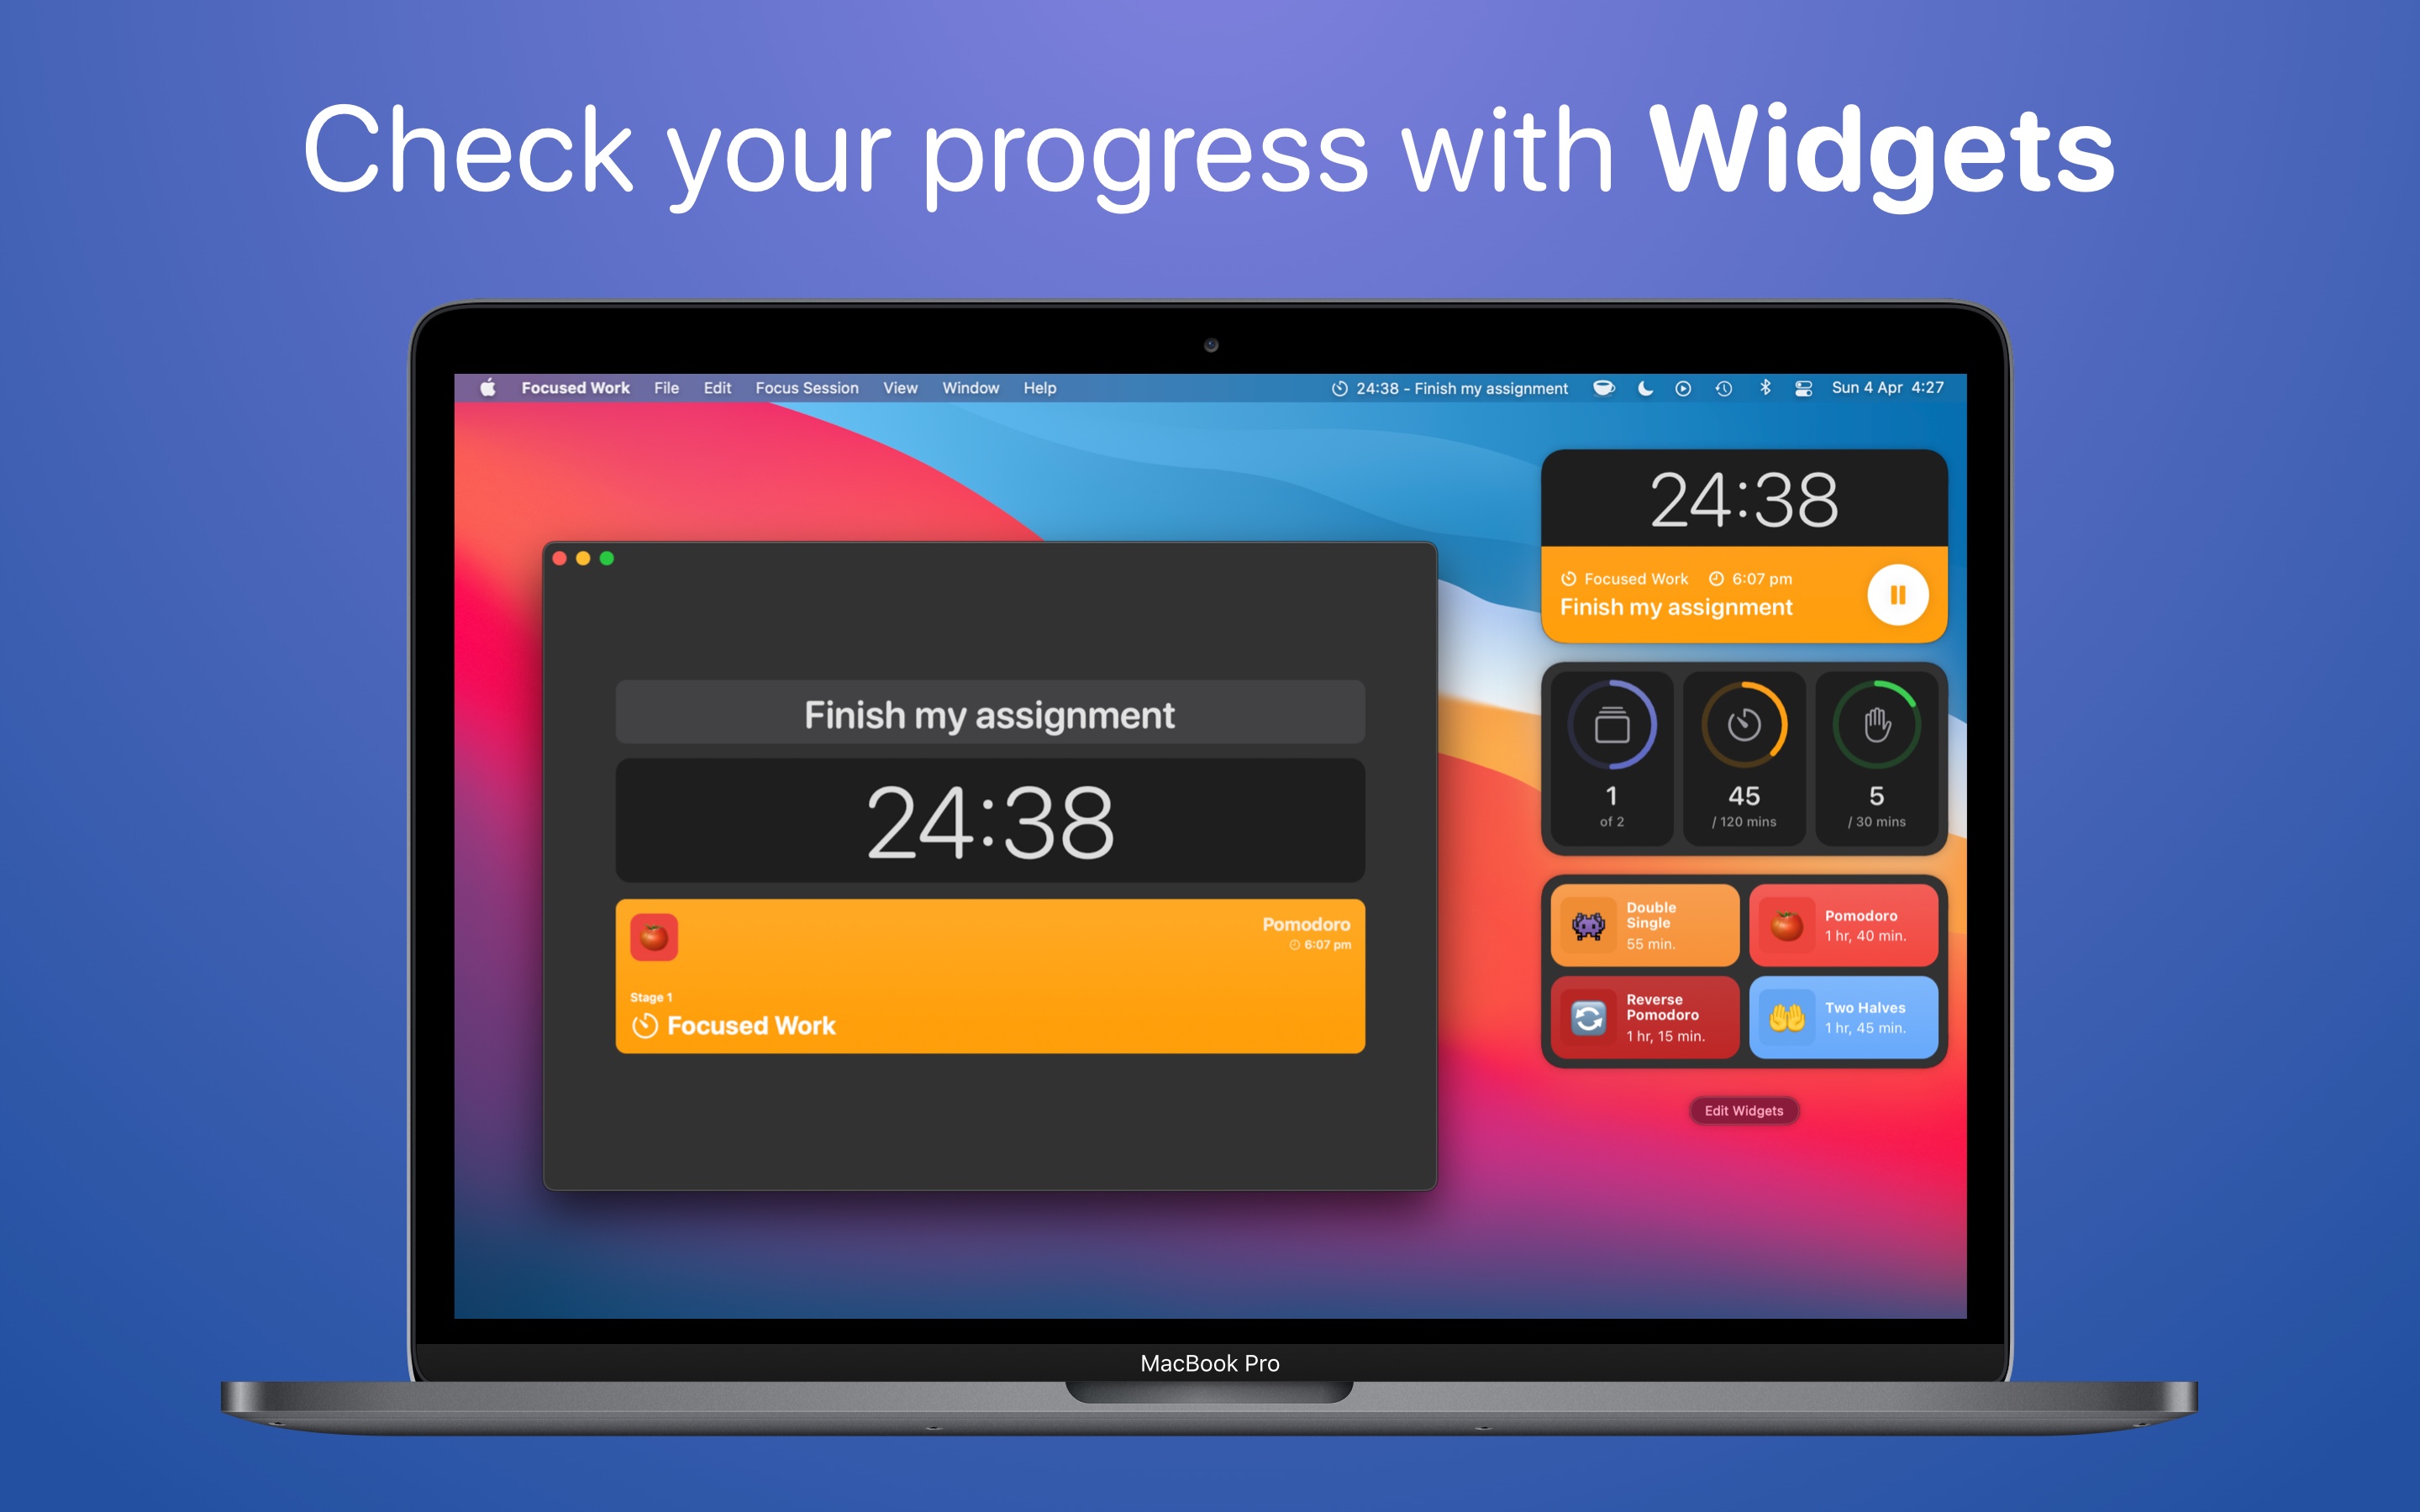 Check your progress with Widgets
Focused Work File Edit Focus Session View Window Help 24:38 - Finish my assignment Sun 4 Apr 4:27
Finish my assignment
24:38
Pomodoro
6:07 pm
Stage 1
Focused Work
24:38
Focused Work 6:07 pm
Finish my assignment
1
of 2
45
/ 120 mins
5
/ 30 mins
Double
Single
55 min.
Pomodoro
1 hr, 40 min.
Reverse
Pomodoro
1 hr, 15 min.
Two Halves
1 hr, 45 min.
Edit Widgets
MacBook Pro